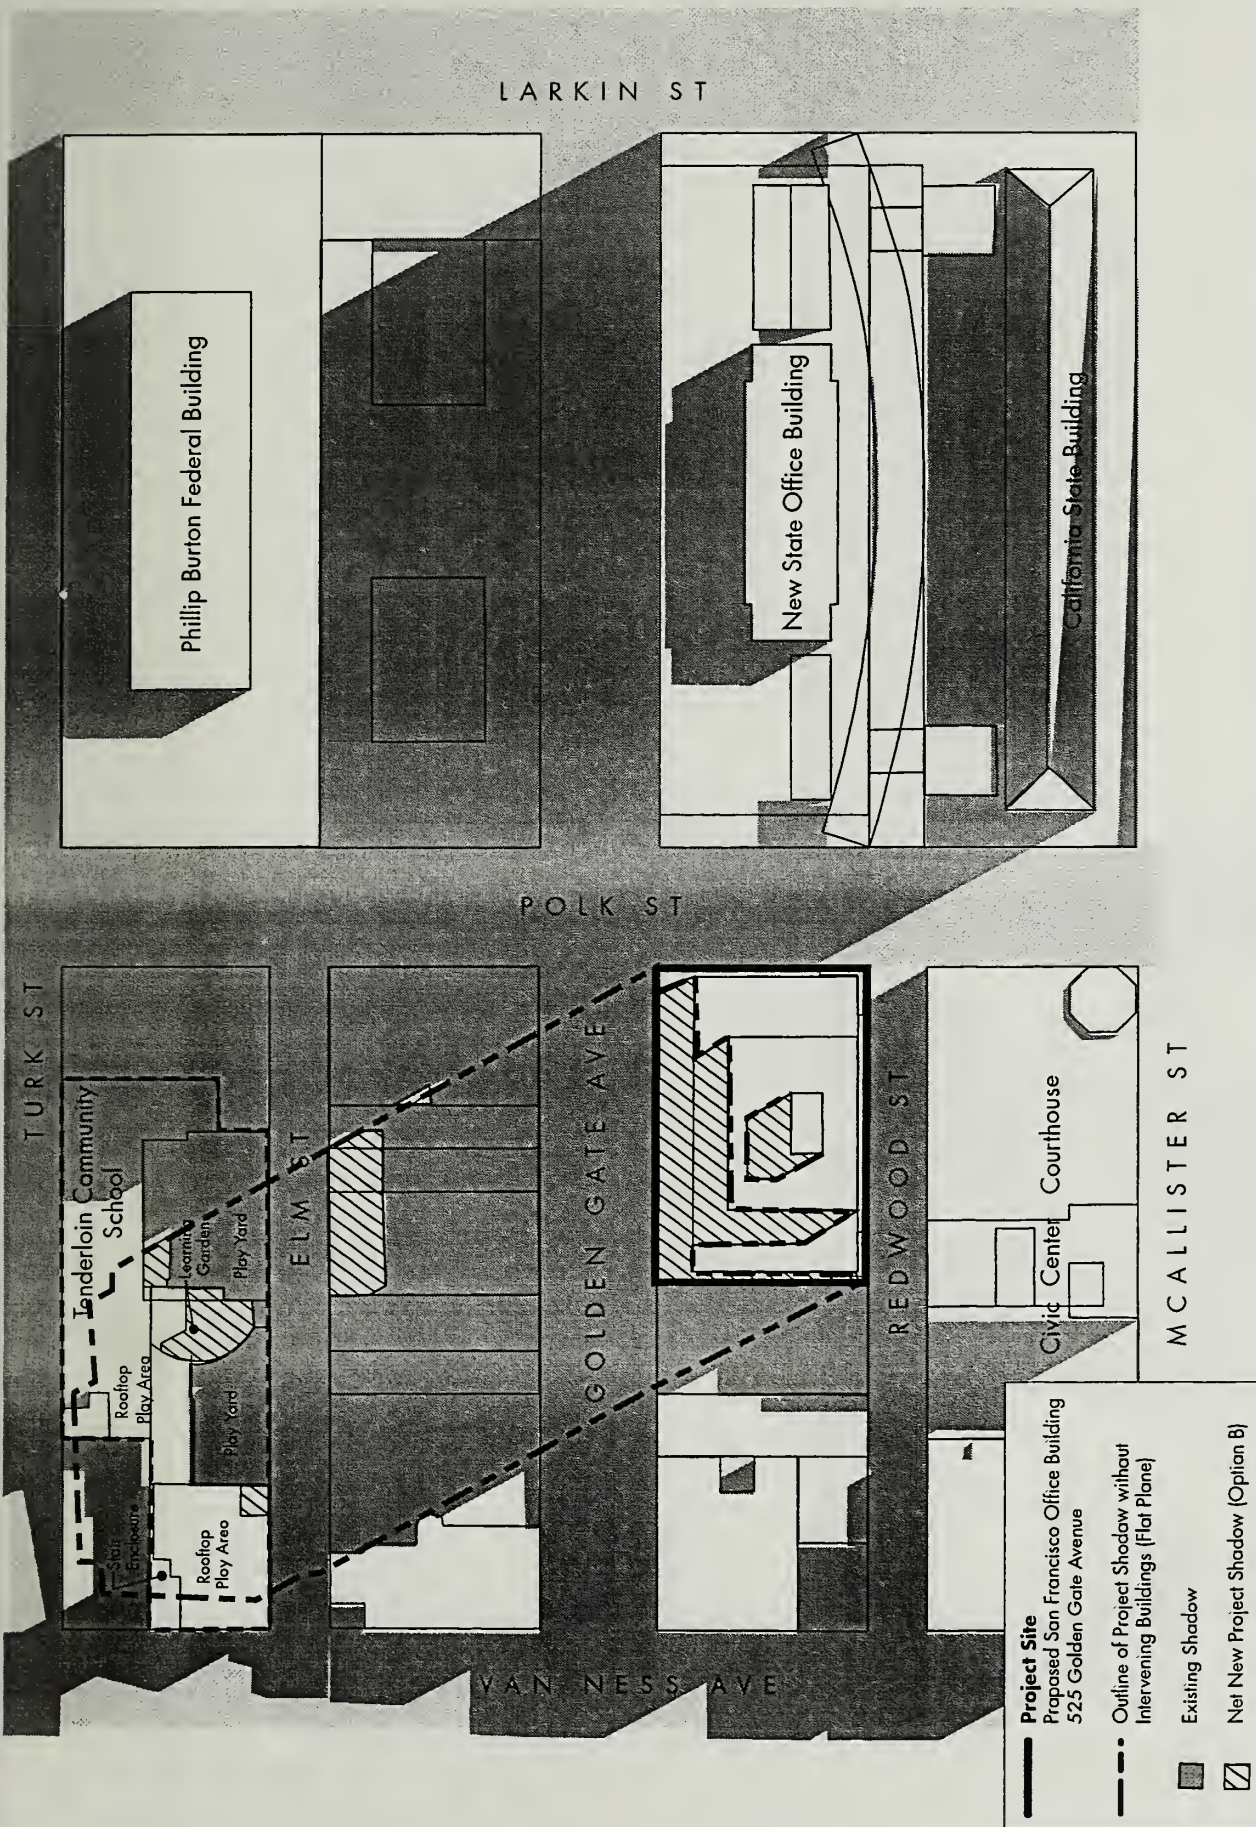 LARKIN ST
Phillip Burton Federal Building
New State Office Building
California State Building
POLK ST
TURK ST
Tenderloin Community
School
Learning
Garden
Play Yard
ELM ST
GOLDEN GATE AVE
REDWOOD ST
Civic Center Courthouse
MCALLISTER ST
Rooftop
Play Area
Play Yard
Stair
Enclosure
Rooftop
Play Area
VAN NESS AVE
Project Site
Proposed San Francisco Office Building
525 Golden Gate Avenue
Outline of Project Shadow without
Intervening Buildings (Flat Plane)
Existing Shadow
Net New Project Shadow (Option B)